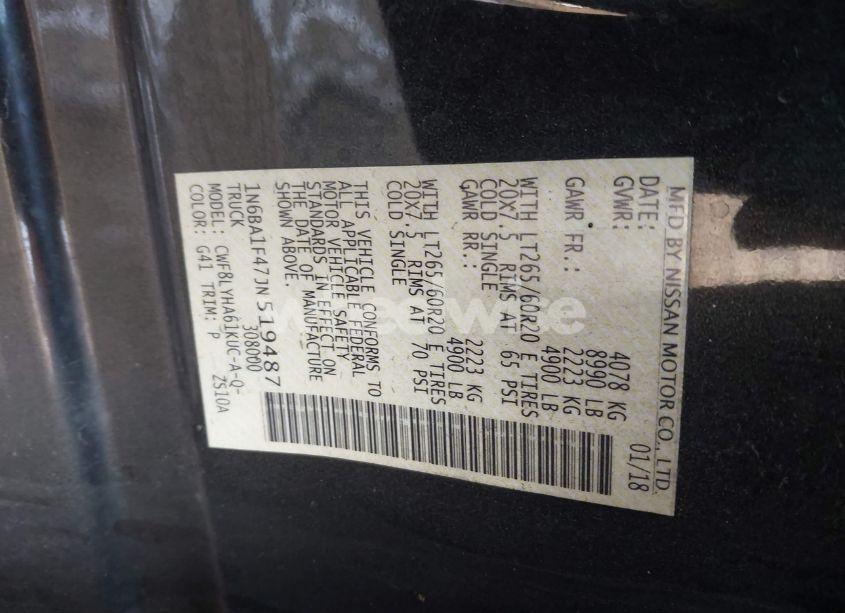 MFD BY NISSAN MOTOR CO., LTD.
DATE: 01/18
GVWR: 4078 KG
8990 LB
GAWR FR.: 2223 KG
4900 LB
WITH LT265/60R20 E TIRES
20X7.5 RIMS AT 65 PSI
COLD SINGLE
GAWR RR.: 2223 KG
4900 LB
WITH LT265/60R20 E TIRES
20X7.5 RIMS AT 70 PSI
COLD SINGLE
THIS VEHICLE CONFORMS TO
ALL APPLICABLE FEDERAL
MOTOR VEHICLE SAFETY
STANDARDS IN EFFECT ON
THE DATE OF MANUFACTURE
SHOWN ABOVE.
1N6BA1F47JN519487
TRUCK 308000
MODEL: CWF8LYHA61KUC-A-Q-
COLOR: G41 TRIM: P ZS10A